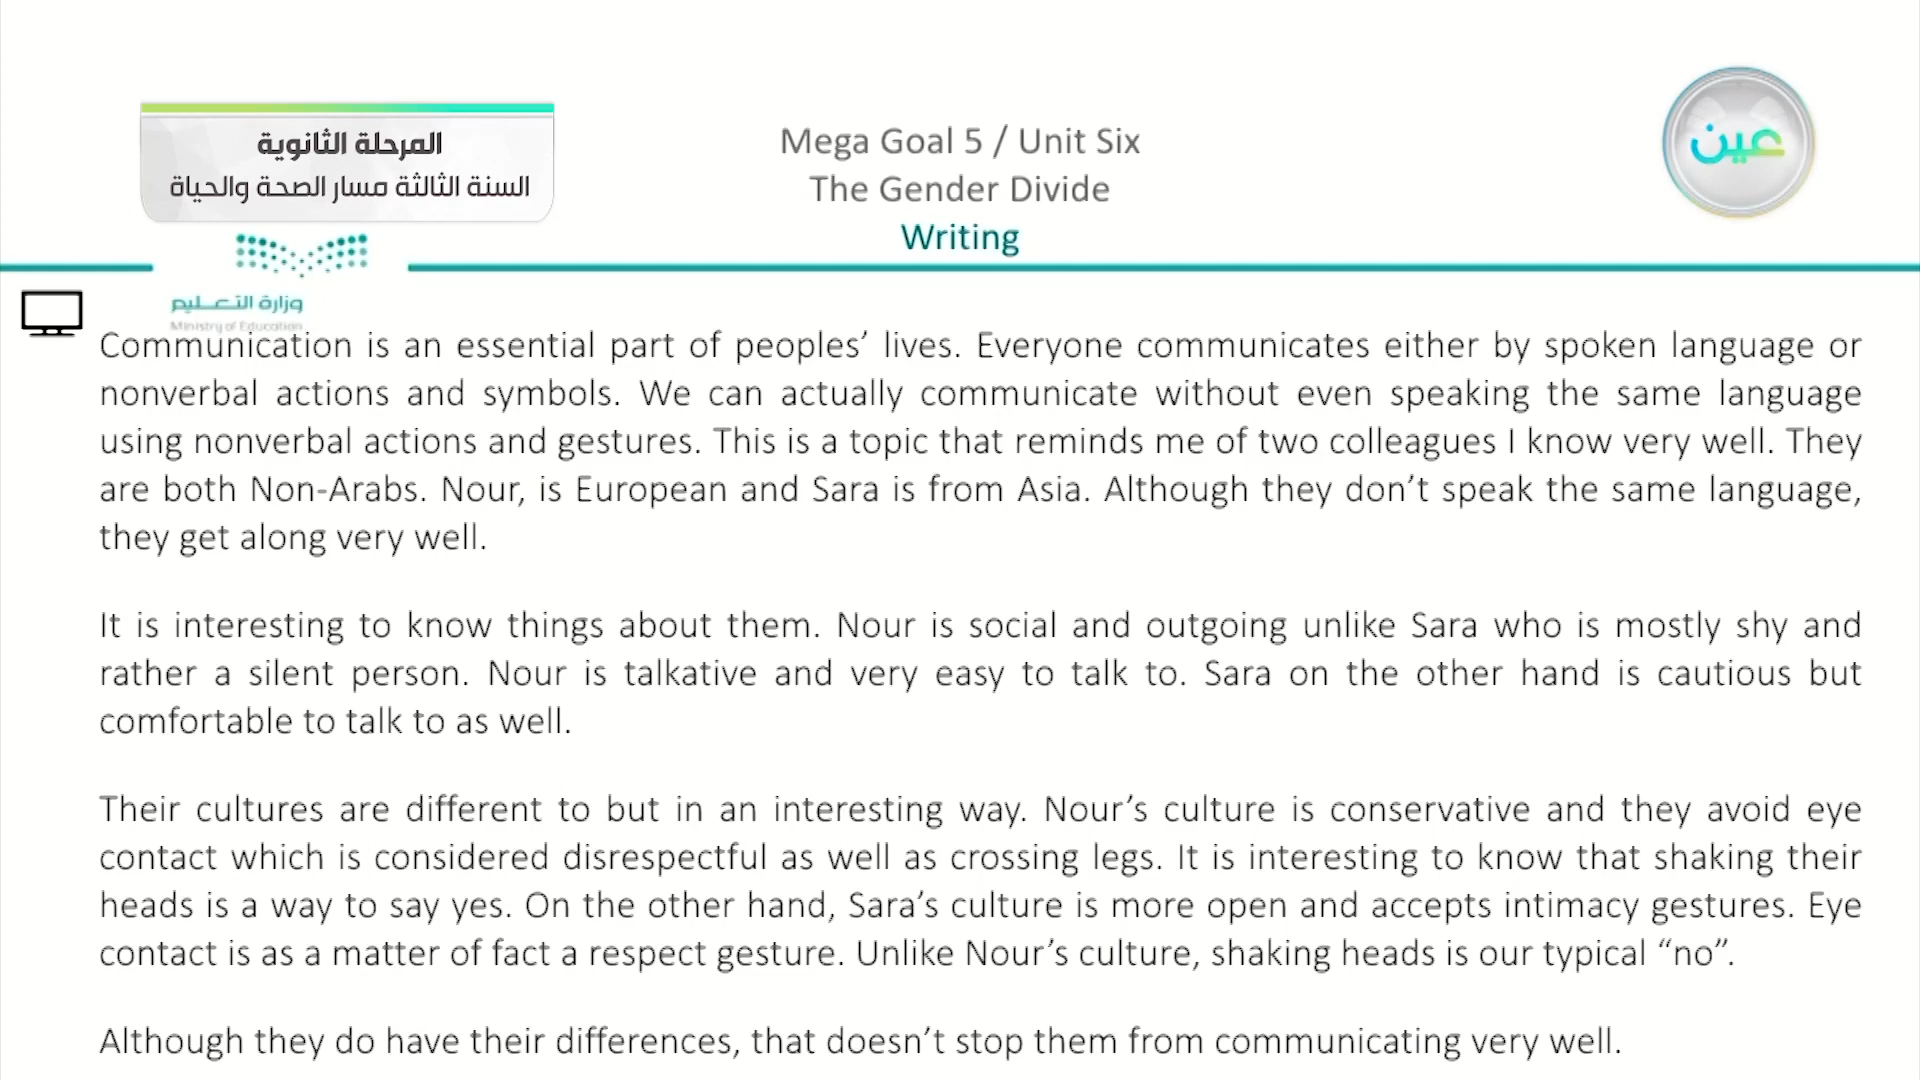 المرحلة الثانوية
السنة الثالثة مسار الصحة والحياة
Mega Goal 5 / Unit Six
The Gender Divide
Writing
عين
وزارة التعليم
Ministry of Education
Communication is an essential part of peoples’ lives. Everyone communicates either by spoken language or
nonverbal actions and symbols. We can actually communicate without even speaking the same language
using nonverbal actions and gestures. This is a topic that reminds me of two colleagues I know very well. They
are both Non-Arabs. Nour, is European and Sara is from Asia. Although they don’t speak the same language,
they get along very well.
It is interesting to know things about them. Nour is social and outgoing unlike Sara who is mostly shy and
rather a silent person. Nour is talkative and very easy to talk to. Sara on the other hand is cautious but
comfortable to talk to as well.
Their cultures are different to but in an interesting way. Nour’s culture is conservative and they avoid eye
contact which is considered disrespectful as well as crossing legs. It is interesting to know that shaking their
heads is a way to say yes. On the other hand, Sara’s culture is more open and accepts intimacy gestures. Eye
contact is as a matter of fact a respect gesture. Unlike Nour’s culture, shaking heads is our typical “no”.
Although they do have their differences, that doesn’t stop them from communicating very well.